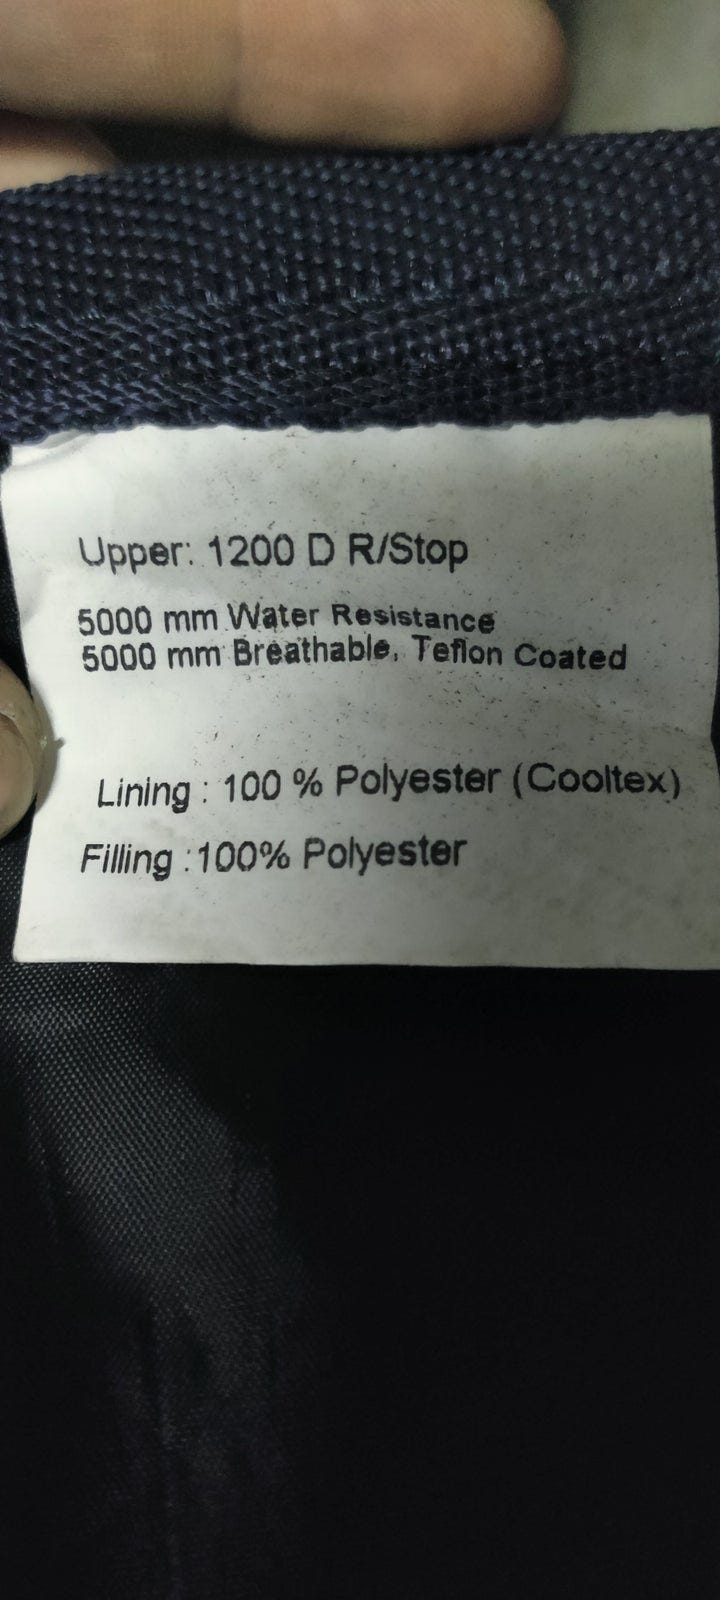 Upper: 1200 D R/Stop
5000 mm Water Resistance
5000 mm Breathable, Teflon Coated
Lining : 100 % Polyester (Cooltex)
Filling :100% Polyester